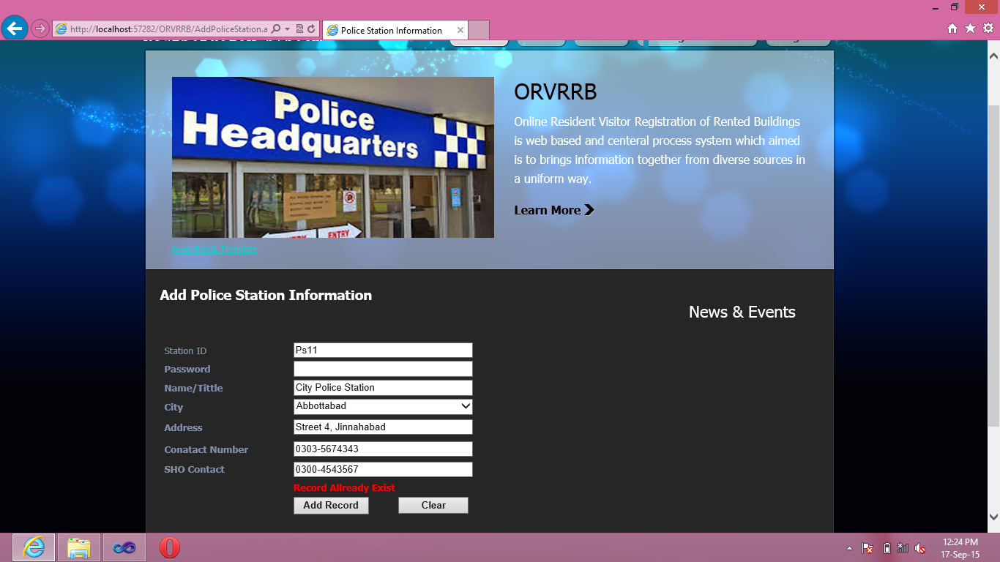 http://localhost:57282/ORVRRB/AddPoliceStation.a
Police Station Information
Police
Headquarters
ENTRY
ORVRRB
Online Resident Visitor Registration of Rented Buildings
is web based and centeral process system which aimed
is to brings information together from diverse sources in
a uniform way.
Learn More
Add Police Station Information
News & Events
Station ID Ps11
Password
Name/Tittle City Police Station
City Abbottabad
Address Street 4, Jinnahabad
Conatact Number 0303-5674343
SHO Contact 0300-4543567
Record Allready Exist
Add Record Clear
12:24 PM
17-Sep-15